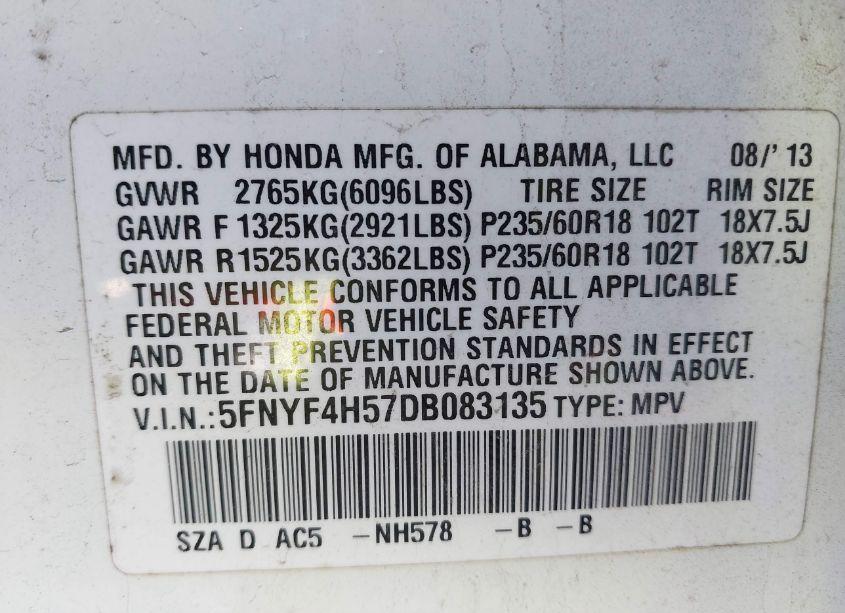 MFD. BY HONDA MFG. OF ALABAMA, LLC 08/' 13
GVWR 2765KG(6096LBS) TIRE SIZE RIM SIZE
GAWR F 1325KG(2921LBS) P235/60R18 102T 18X7.5J
GAWR R1525KG(3362LBS) P235/60R18 102T 18X7.5J
THIS VEHICLE CONFORMS TO ALL APPLICABLE
FEDERAL MOTOR VEHICLE SAFETY
AND THEFT PREVENTION STANDARDS IN EFFECT
ON THE DATE OF MANUFACTURE SHOWN ABOVE.
V.I.N.:5FNYF4H57DB083135 TYPE: MPV
SZA D AC5 -NH578 -B -B